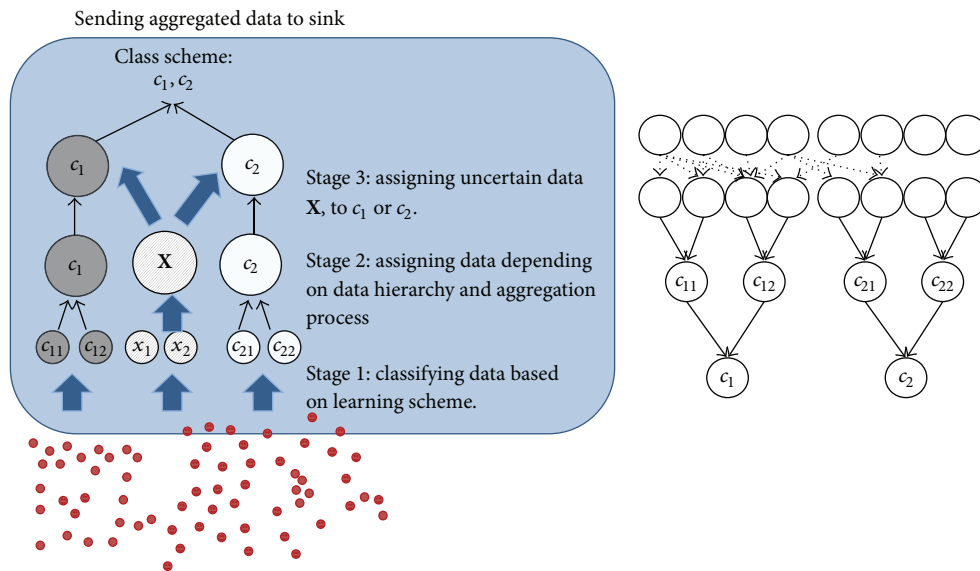 Sending aggregated data to sink
Class scheme:
c₁, c₂
c₁
c₂
Stage 3: assigning uncertain data
X, to c₁ or c₂.
c₁
X
c₂
Stage 2: assigning data depending
on data hierarchy and aggregation
process
c₁₁
c₁₂
x₁
x₂
c₂₁
c₂₂
Stage 1: classifying data based
on learning scheme.
c₁₁
c₁₂
c₂₁
c₂₂
c₁
c₂